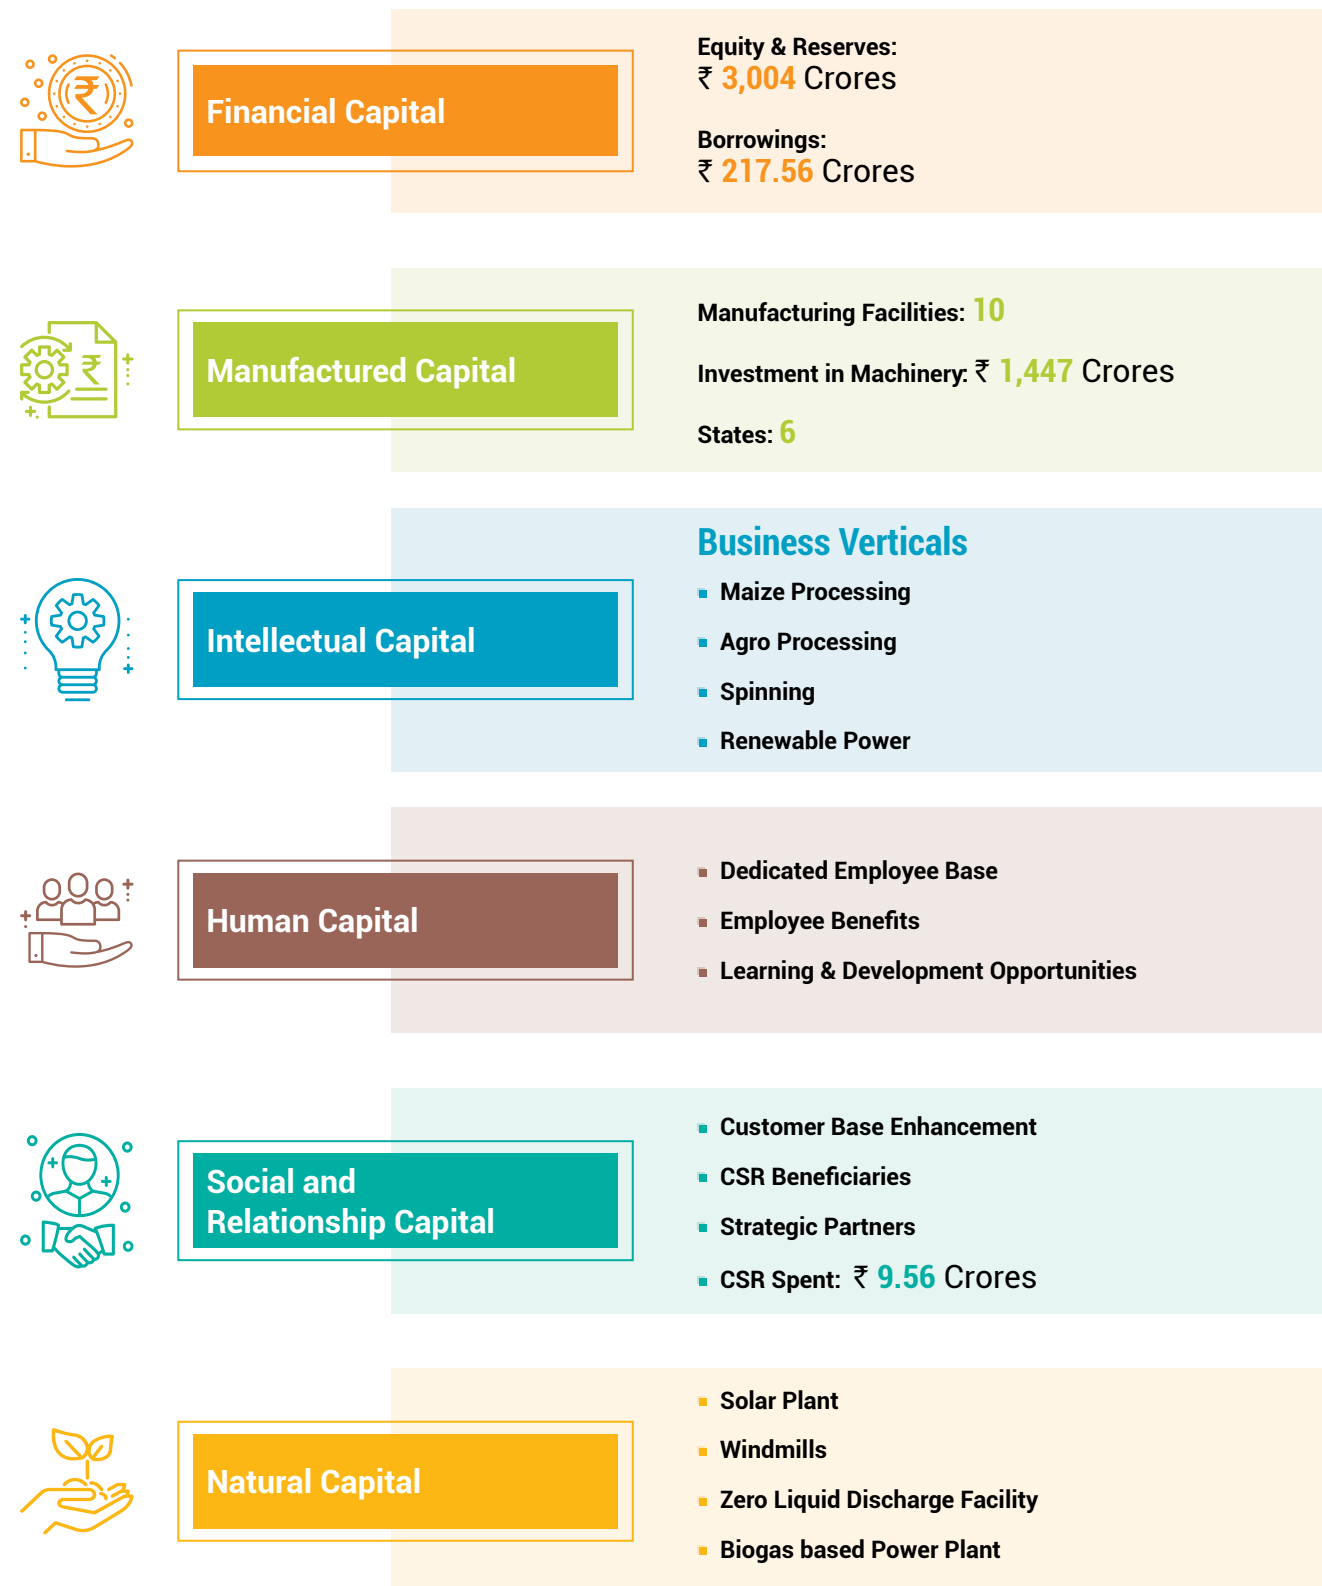 Financial Capital
Equity & Reserves:
₹ 3,004 Crores
Borrowings:
₹ 217.56 Crores
Manufactured Capital
Manufacturing Facilities: 10
Investment in Machinery: ₹ 1,447 Crores
States: 6
Intellectual Capital
Business Verticals
Maize Processing
Agro Processing
Spinning
Renewable Power
Human Capital
Dedicated Employee Base
Employee Benefits
Learning & Development Opportunities
Social and
Relationship Capital
Customer Base Enhancement
CSR Beneficiaries
Strategic Partners
CSR Spent: ₹ 9.56 Crores
Natural Capital
Solar Plant
Windmills
Zero Liquid Discharge Facility
Biogas based Power Plant